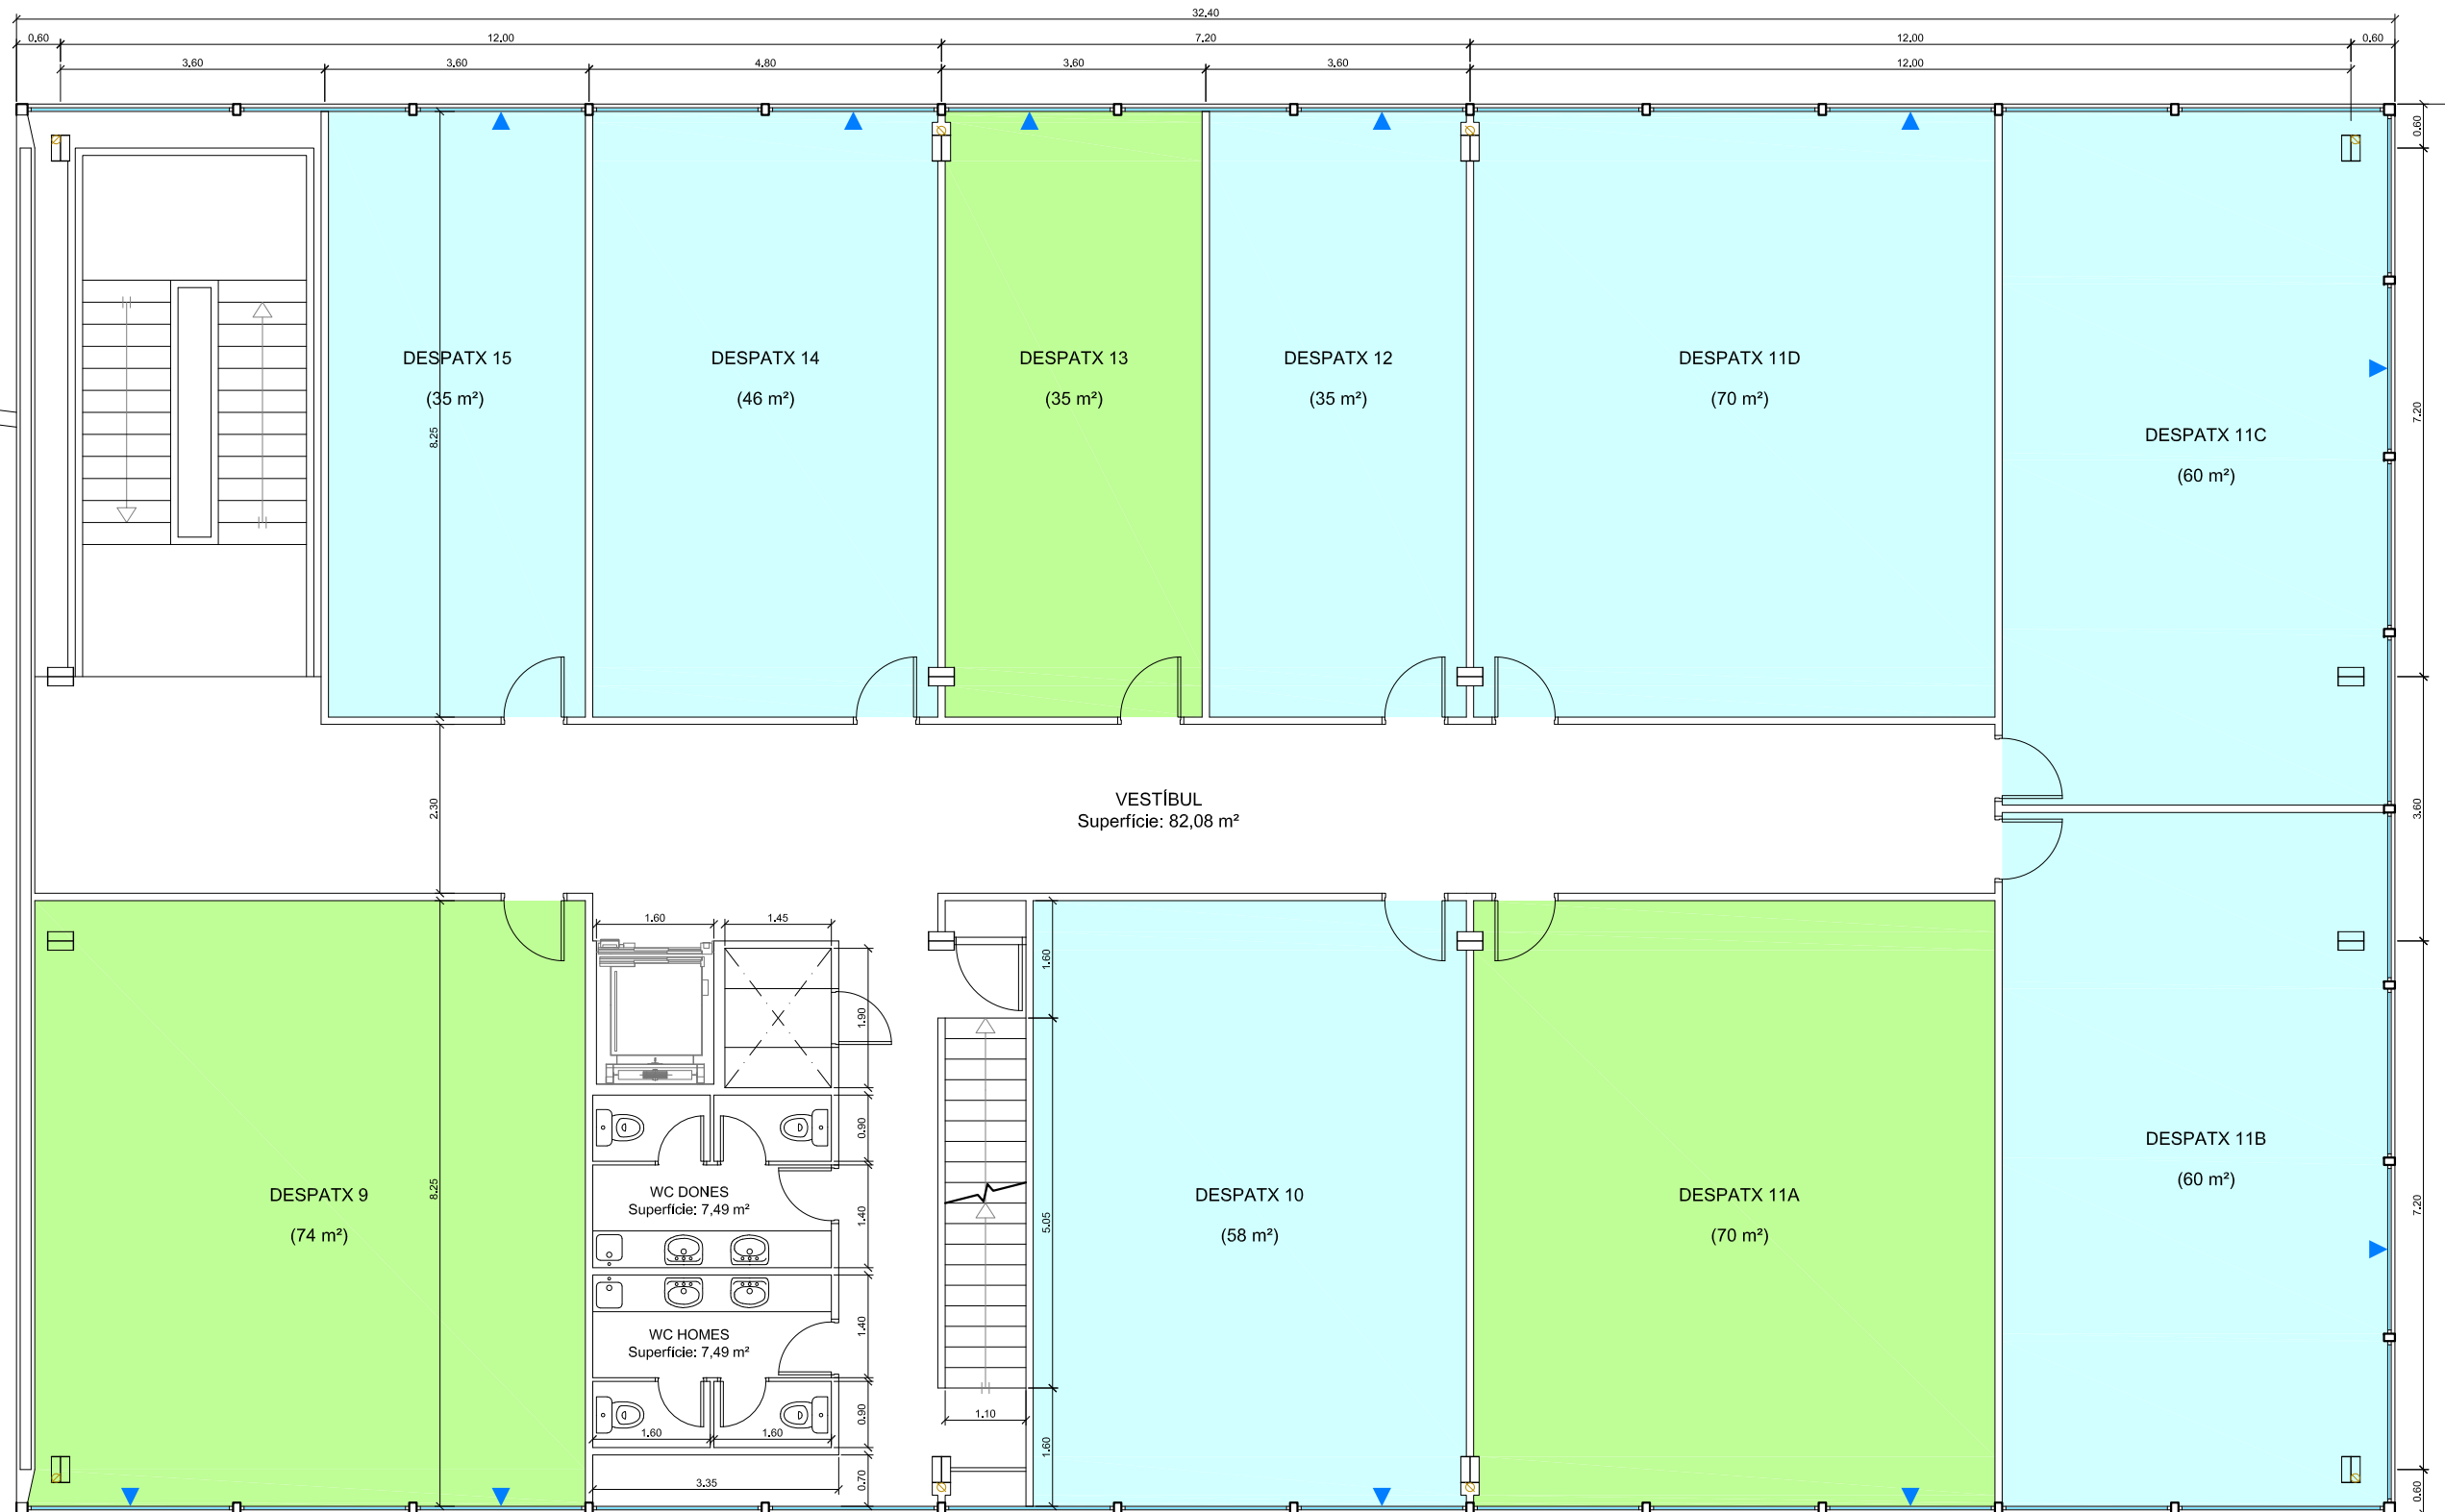 32.40
0.60
12.00
7.20
12.00
0.60
3.60
3.60
4.80
3.60
3.60
12.00
0.60
DESPATX 15
(35 m²)
DESPATX 14
(46 m²)
DESPATX 13
(35 m²)
DESPATX 12
(35 m²)
DESPATX 11D
(70 m²)
8.25
7.20
DESPATX 11C
(60 m²)
VESTÍBUL
Superfície: 82,08 m²
2.30
3.60
1.60
1.45
1.60
1.90
0.90
DESPATX 9
(74 m²)
8.25
WC DONES
Superfície: 7,49 m²
1.40
5.05
DESPATX 10
(58 m²)
DESPATX 11A
(70 m²)
DESPATX 11B
(60 m²)
7.20
WC HOMES
Superfície: 7,49 m²
1.40
0.90
1.60
1.60
1.10
1.60
3.35
0.70
0.60